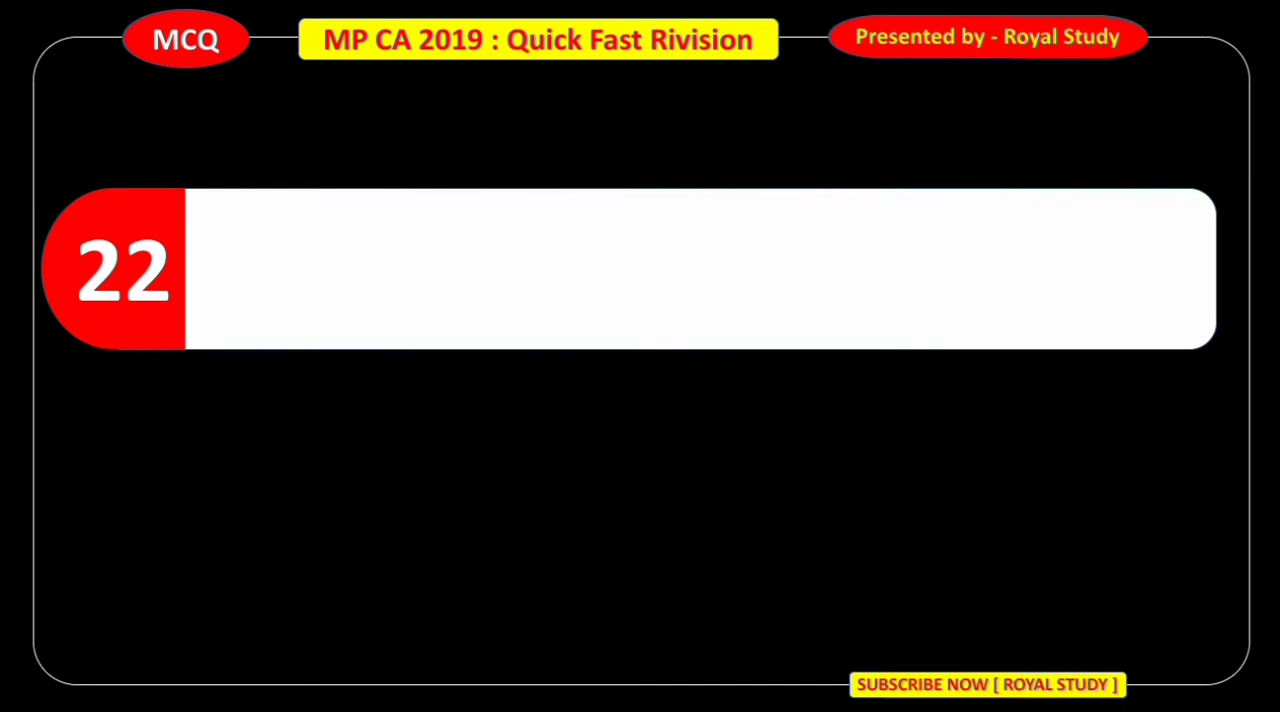 MCQ
MP CA 2019 : Quick Fast Rivision
Presented by - Royal Study
22
SUBSCRIBE NOW [ ROYAL STUDY ]